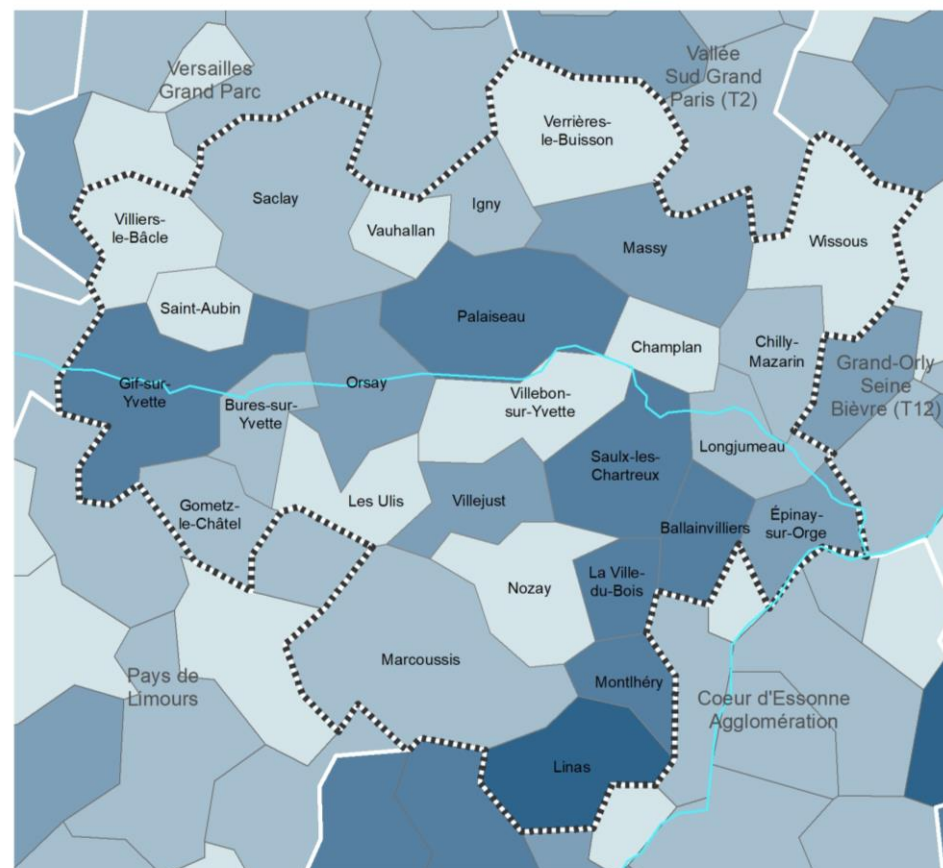 Versailles
Grand Parc
Vallée
Sud Grand
Paris (T2)
Verrières-
le-Buisson
Saclay
Igny
Villiers-
le-Bâcle
Vauhallan
Massy
Wissous
Saint-Aubin
Palaiseau
Champlan
Chilly-
Mazarin
Grand-Orly
Seine
Bièvre (T12)
Gif-sur-
Yvette
Orsay
Bures-sur-
Yvette
Villebon-
sur-Yvette
Longjumeau
Saulx-les-
Chartreux
Gometz-
le-Châtel
Les Ulis
Villejust
Ballainvilliers
Épinay-
sur-Orge
Nozay
La Ville-
du-Bois
Marcoussis
Montlhéry
Pays de
Limours
Coeur d'Essonne
Agglomération
Linas